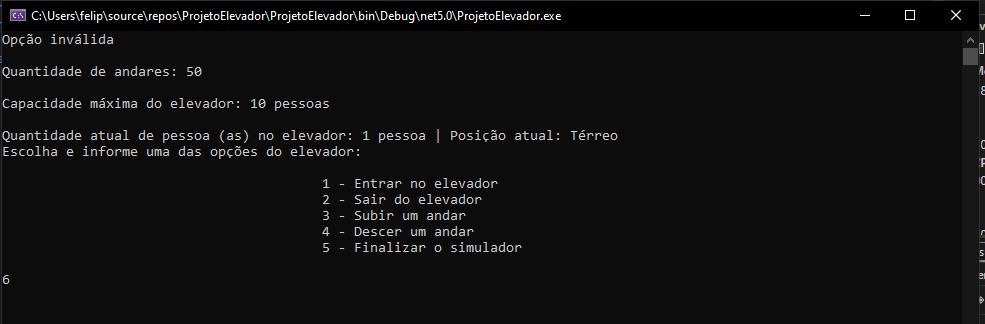 C:\Users\felip\source\repos\ProjetoElevador\ProjetoElevador\bin\Debug\net5.0\ProjetoElevador.exe
Opção inválida
Quantidade de andares: 50
Capacidade máxima do elevador: 10 pessoas
Quantidade atual de pessoa (as) no elevador: 1 pessoa | Posição atual: Térreo
Escolha e informe uma das opções do elevador:
1 - Entrar no elevador
2 - Sair do elevador
3 - Subir um andar
4 - Descer um andar
5 - Finalizar o simulador
6